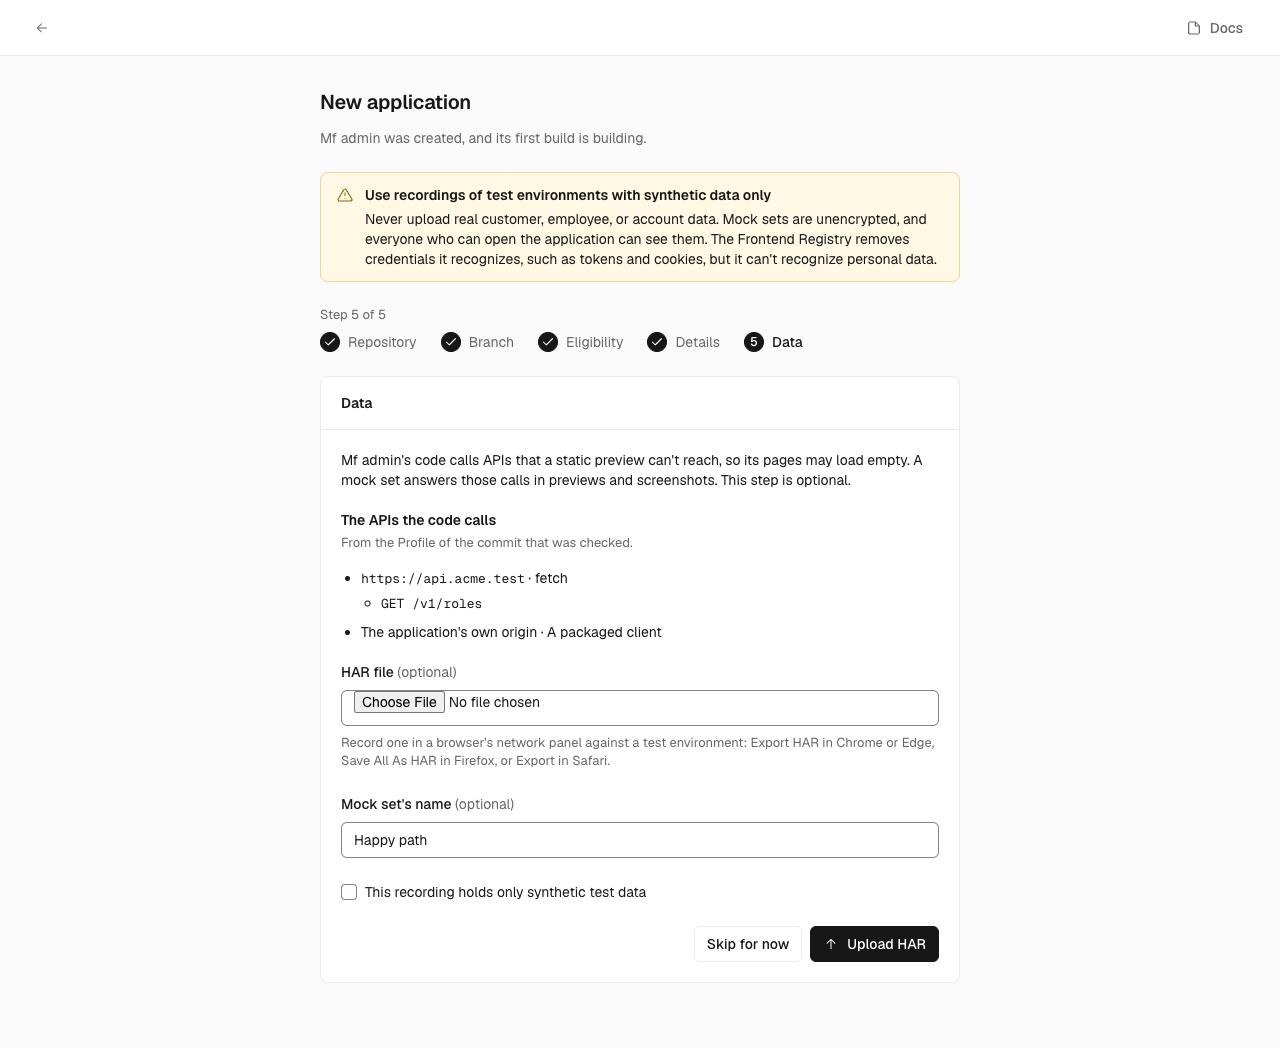 Docs
New application
Mf admin was created, and its first build is building.
Use recordings of test environments with synthetic data only
Never upload real customer, employee, or account data. Mock sets are unencrypted, and
everyone who can open the application can see them. The Frontend Registry removes
credentials it recognizes, such as tokens and cookies, but it can't recognize personal data.
Step 5 of 5
Repository Branch Eligibility Details 5 Data
Data
Mf admin's code calls APIs that a static preview can't reach, so its pages may load empty. A
mock set answers those calls in previews and screenshots. This step is optional.
The APIs the code calls
From the Profile of the commit that was checked.
https://api.acme.test · fetch
GET /v1/roles
The application's own origin · A packaged client
HAR file (optional)
Choose File No file chosen
Record one in a browser's network panel against a test environment: Export HAR in Chrome or Edge,
Save All As HAR in Firefox, or Export in Safari.
Mock set's name (optional)
Happy path
This recording holds only synthetic test data
Skip for now Upload HAR